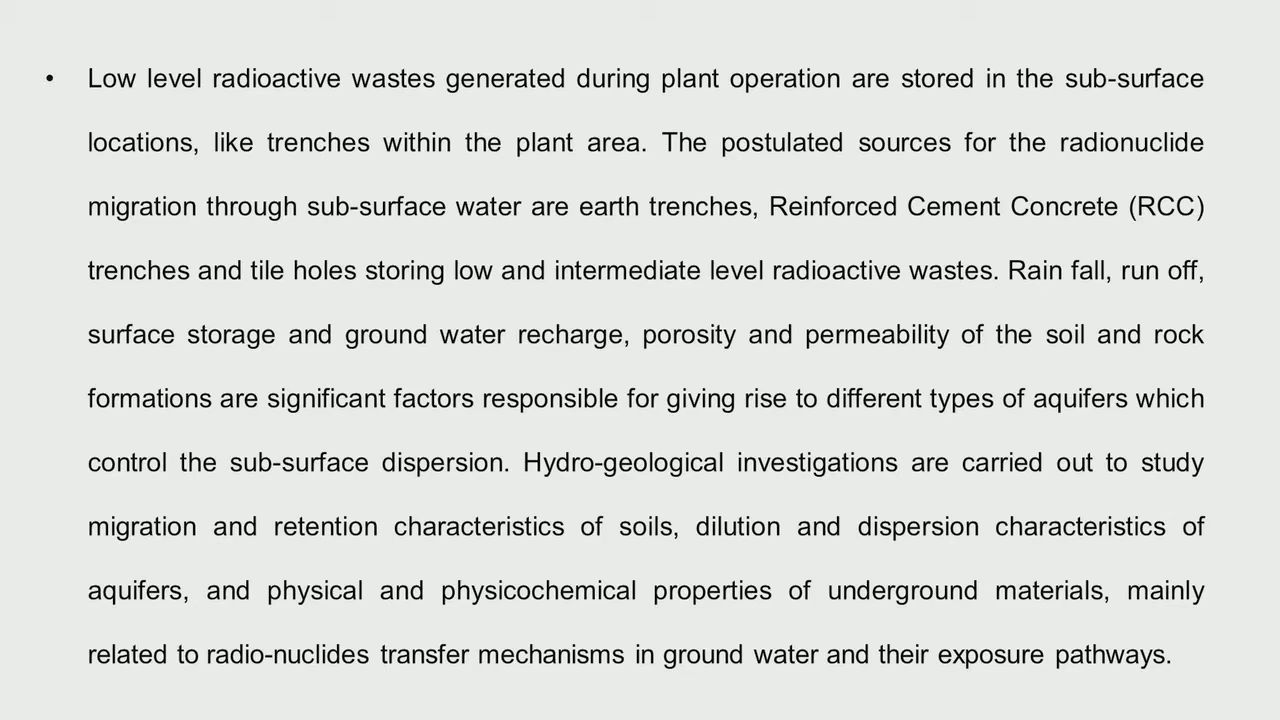 • Low level radioactive wastes generated during plant operation are stored in the sub-surface
locations, like trenches within the plant area. The postulated sources for the radionuclide
migration through sub-surface water are earth trenches, Reinforced Cement Concrete (RCC)
trenches and tile holes storing low and intermediate level radioactive wastes. Rain fall, run off,
surface storage and ground water recharge, porosity and permeability of the soil and rock
formations are significant factors responsible for giving rise to different types of aquifers which
control the sub-surface dispersion. Hydro-geological investigations are carried out to study
migration and retention characteristics of soils, dilution and dispersion characteristics of
aquifers, and physical and physicochemical properties of underground materials, mainly
related to radio-nuclides transfer mechanisms in ground water and their exposure pathways.